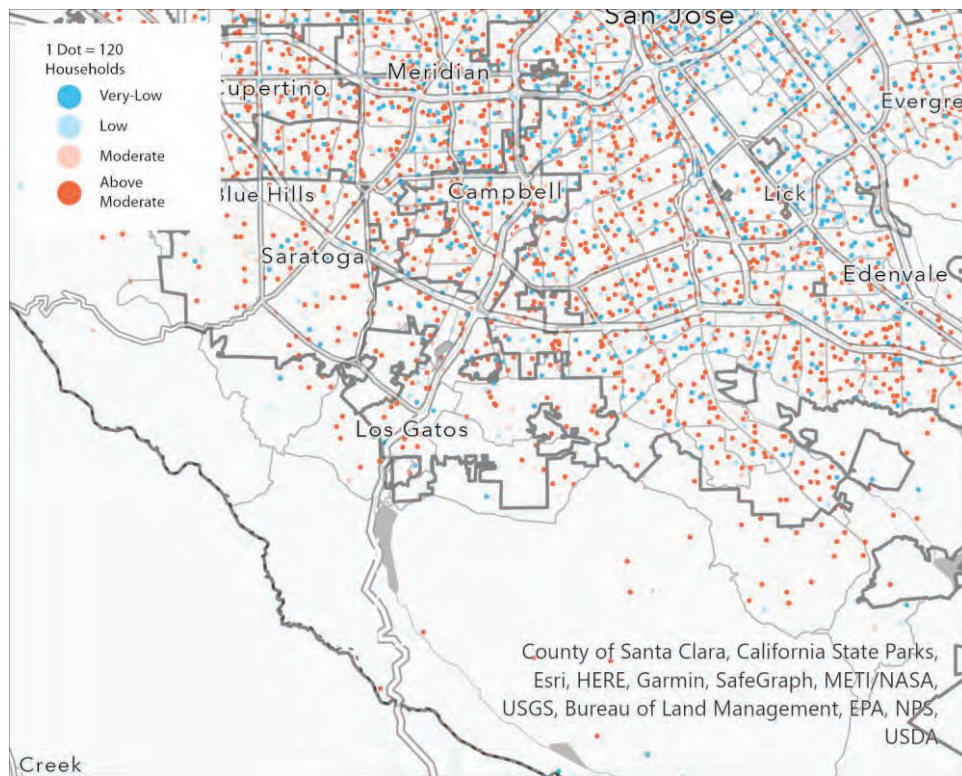 San Jose
1 Dot = 120
Households
Very-Low
Low
Moderate
Above
Moderate
Meridian
Cupertino
Evergre
Blue Hills
Campbell
Lick
Saratoga
Edenvale
Los Gatos
County of Santa Clara, California State Parks,
Esri, HERE, Garmin, SafeGraph, METI/NASA,
USGS, Bureau of Land Management, EPA, NPS,
USDA
Creek